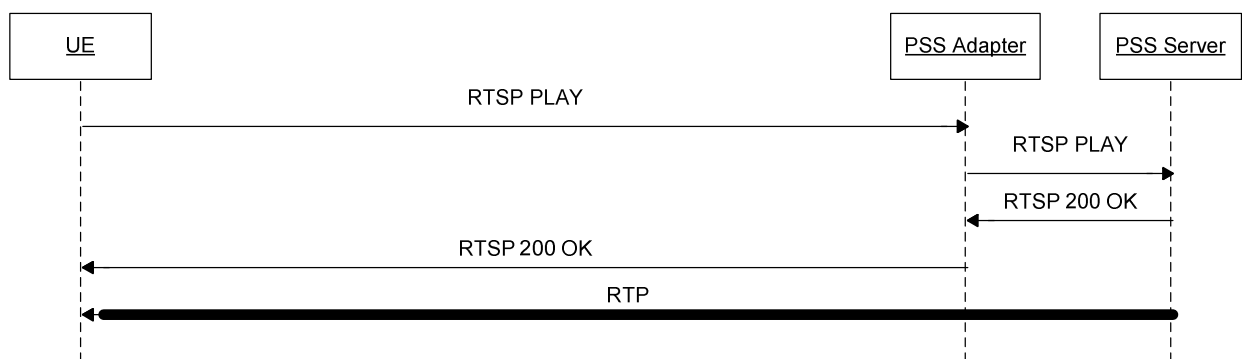 UE
PSS Adapter
PSS Server
RTSP PLAY
RTSP PLAY
RTSP 200 OK
RTSP 200 OK
RTP